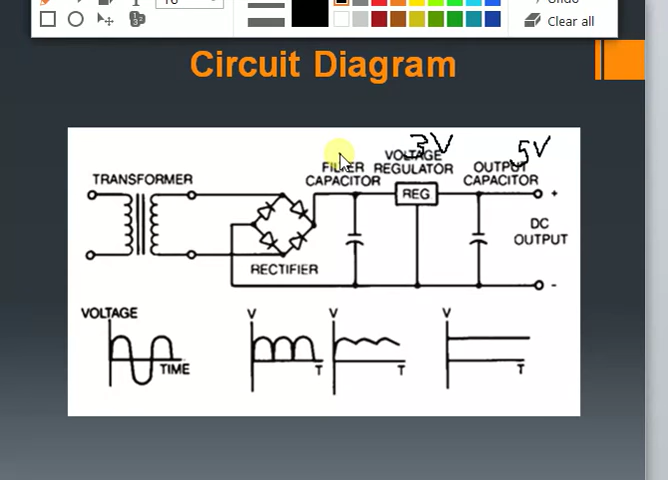 Undo
Clear all
Circuit Diagram
3V
5V
VOLTAGE
REGULATOR
FILTER
CAPACITOR
OUTPUT
CAPACITOR
TRANSFORMER
REG
+
DC
OUTPUT
RECTIFIER
-
VOLTAGE
V
V
V
TIME
T
T
T